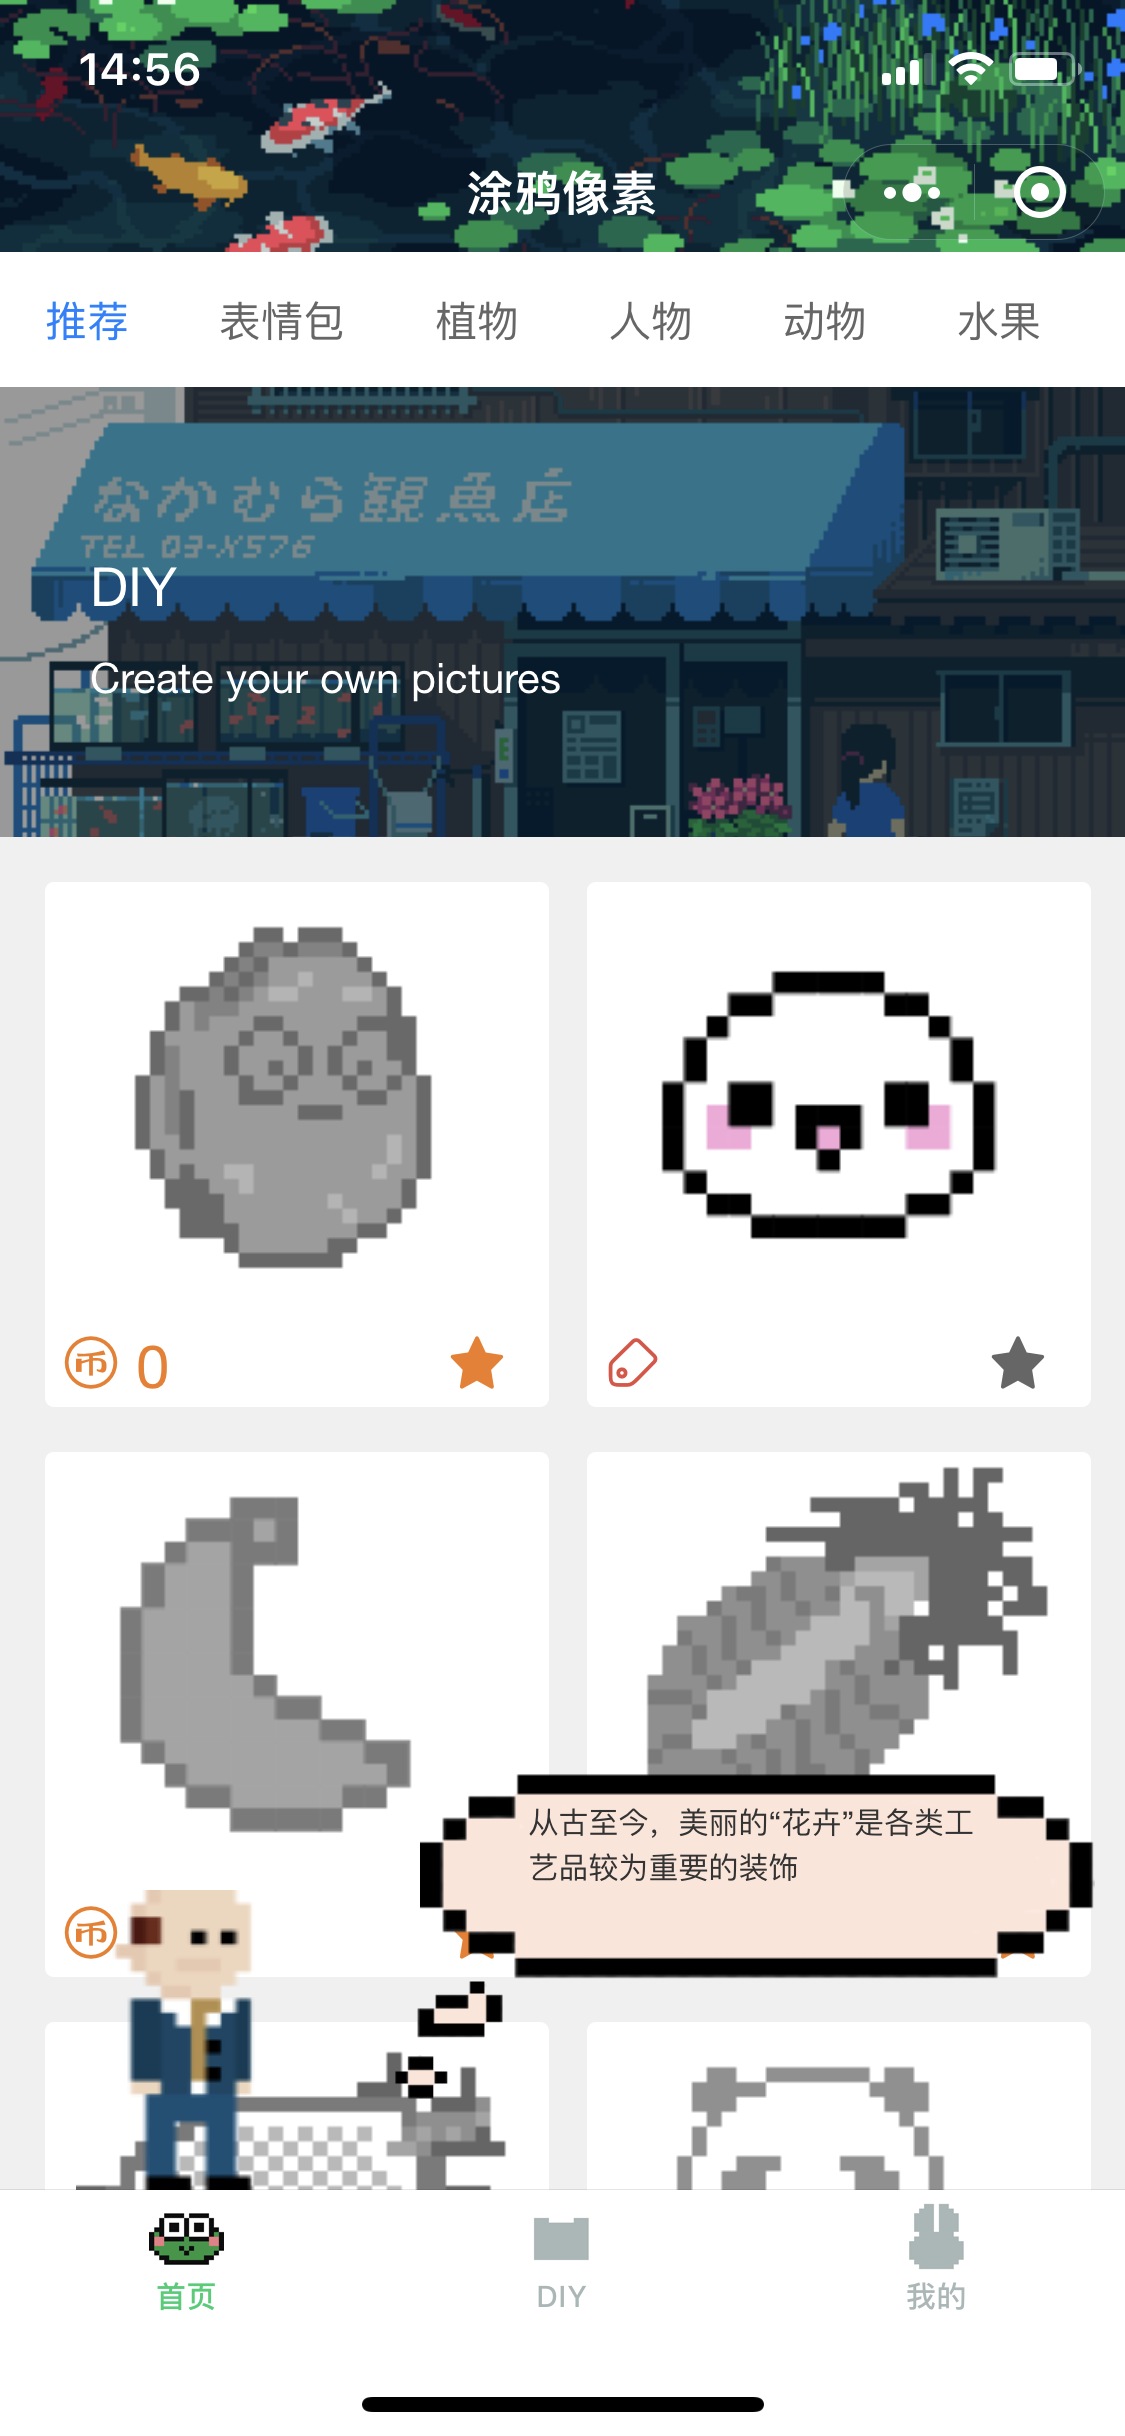 14:56
涂鸦像素
推荐 表情包 植物 人物 动物 水果
なかむら観魚店
TEL 03-X576
DIY
Create your own pictures
币 0
从古至今，美丽的“花卉”是各类工
艺品较为重要的装饰
币
首页 DIY 我的